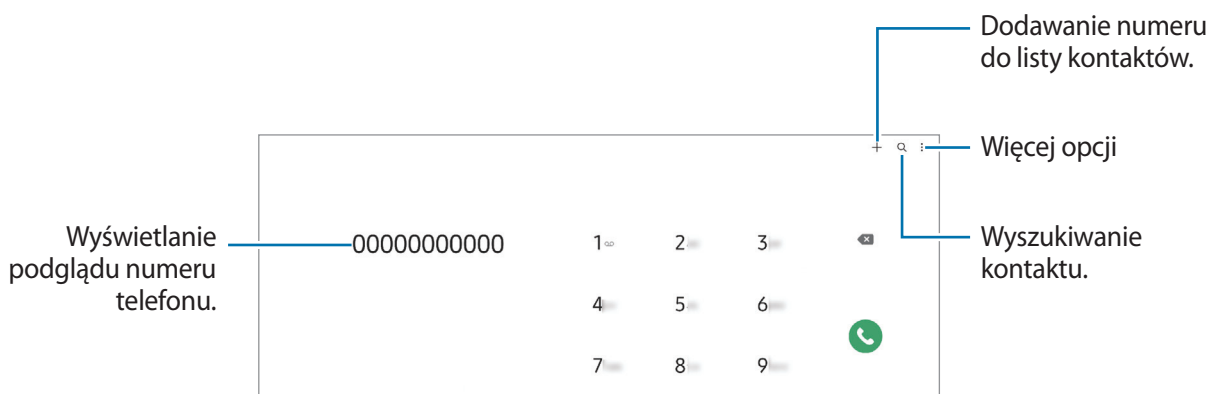 Dodawanie numeru
do listy kontaktów.
Więcej opcji
Wyświetlanie
podglądu numeru
telefonu.
00000000000
1 2 3
Wyszukiwanie
kontaktu.
4 5 6
7 8 9